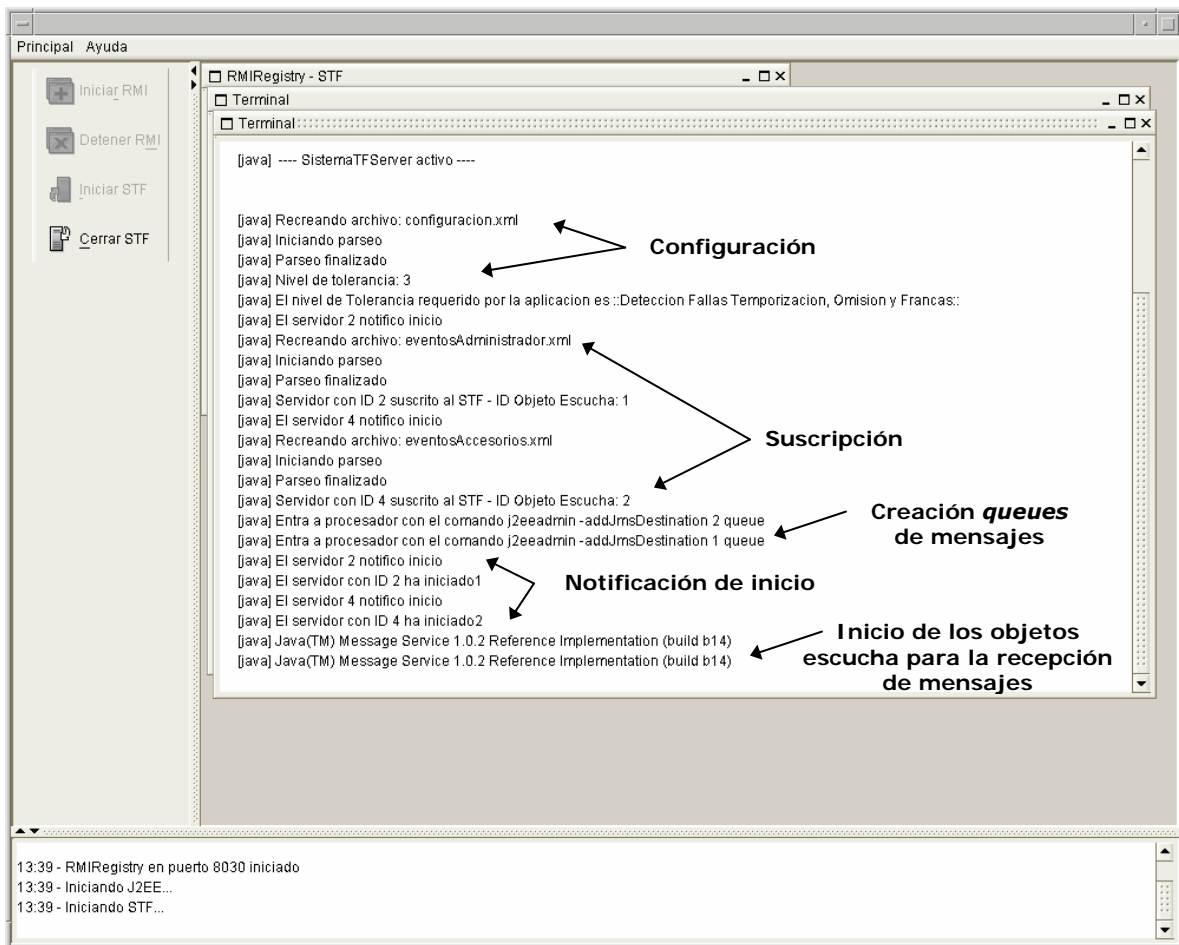 Principal Ayuda
Iniciar RMI
Detener RMI
Iniciar STF
Cerrar STF
RMIRegistry - STF
Terminal
Terminal
[java] ---- SistemaTFServer activo ----
[java] Recreando archivo: configuracion.xml
[java] Iniciando parseo
[java] Parseo finalizado
[java] Nivel de tolerancia: 3
[java] El nivel de Tolerancia requerido por la aplicacion es ::Deteccion Fallas Temporizacion, Omision y Francas::
[java] El servidor 2 notifico inicio
[java] Recreando archivo: eventosAdministrador.xml
[java] Iniciando parseo
[java] Parseo finalizado
[java] Servidor con ID 2 suscrito al STF - ID Objeto Escucha: 1
[java] El servidor 4 notifico inicio
[java] Recreando archivo: eventosAccesorios.xml
[java] Iniciando parseo
[java] Parseo finalizado
[java] Servidor con ID 4 suscrito al STF - ID Objeto Escucha: 2
[java] Entra a procesador con el comando j2eeadmin -addJmsDestination 2 queue
[java] Entra a procesador con el comando j2eeadmin -addJmsDestination 1 queue
[java] El servidor 2 notifico inicio
[java] El servidor con ID 2 ha iniciado1
[java] El servidor 4 notifico inicio
[java] El servidor con ID 4 ha iniciado2
[java] Java(TM) Message Service 1.0.2 Reference Implementation (build b14)
[java] Java(TM) Message Service 1.0.2 Reference Implementation (build b14)
Configuración
Suscripción
Creación queues
de mensajes
Notificación de inicio
Inicio de los objetos
escucha para la recepción
de mensajes
13:39 - RMIRegistry en puerto 8030 iniciado
13:39 - Iniciando J2EE...
13:39 - Iniciando STF...